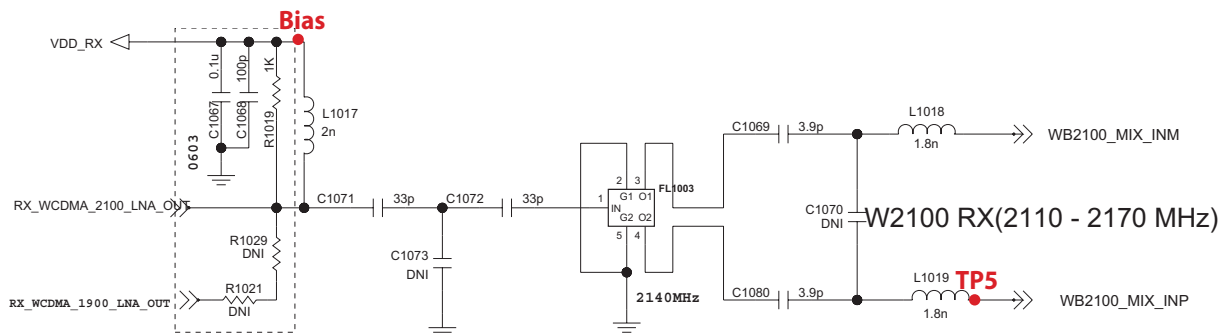 Bias
VDD_RX
0.1u
100p
1K
C1067
C1068
R1019
0603
L1017
2n
L1018
1.8n
WB2100_MIX_INM
C1069 3.9p
2 3
FL1003
1
G1 O1
IN
G2 O2
5 4
RX_WCDMA_2100_LNA_OUT
C1071 33p
C1072 33p
C1070
DNI
W2100 RX(2110 - 2170 MHz)
R1029
DNI
C1073
DNI
R1021
DNI
RX_WCDMA_1900_LNA_OUT
2140MHz
C1080 3.9p
L1019
1.8n
TP5
WB2100_MIX_INP